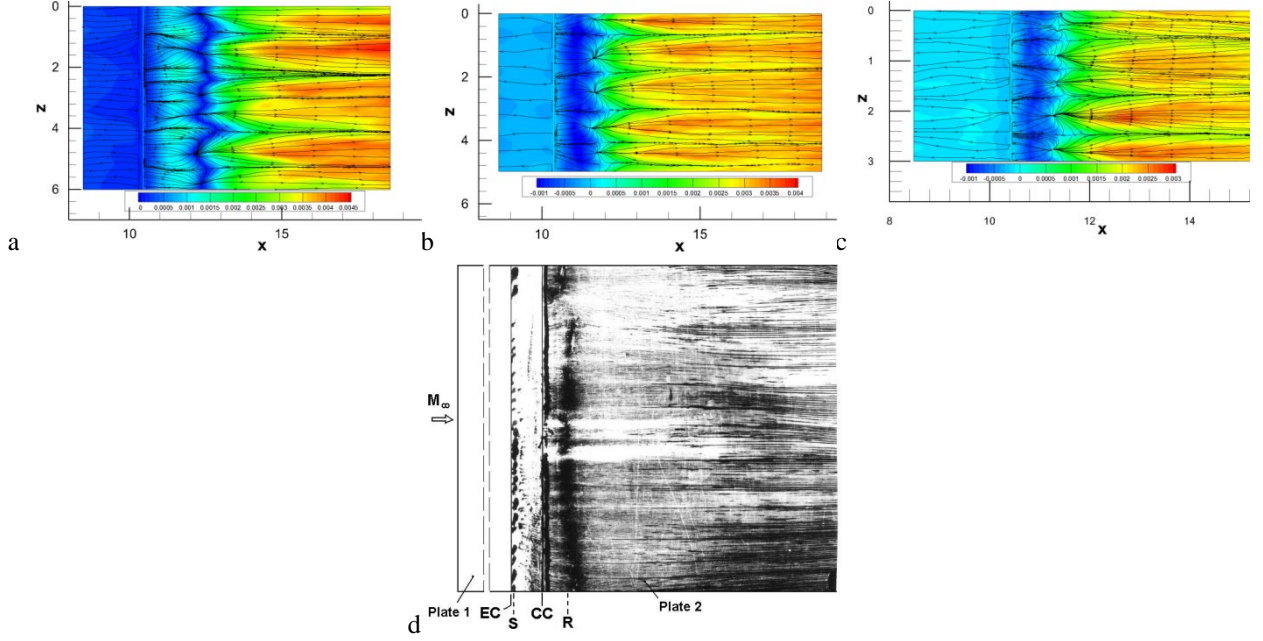 0
2
4
6
z
0 0.0005 0.001 0.0015 0.002 0.0025 0.003 0.0035 0.004 0.0045
10 15
x
a
0
2
4
6
z
-0.001 -0.0005 0 0.0005 0.001 0.0015 0.002 0.0025 0.003 0.004
10 15
x
b
0
1
2
3
z
-0.001 -0.0005 0 0.0005 0.001 0.0015 0.002 0.0025 0.003
8 10 12 14
x
c
M∞
Plate 1
EC
S
CC
R
Plate 2
d